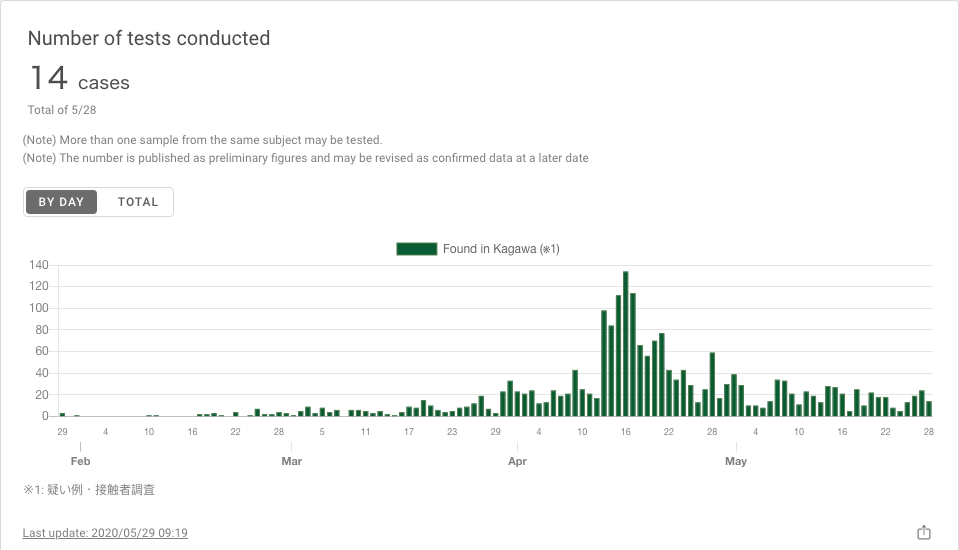 Number of tests conducted
14 cases
Total of 5/28
(Note) More than one sample from the same subject may be tested.
(Note) The number is published as preliminary figures and may be revised as confirmed data at a later date
BY DAY TOTAL
Found in Kagawa (※1)
140
120
100
80
60
40
20
0
29 4 10 16 22 28 5 11 17 23 29 4 10 16 22 28 4 10 16 22 28
Feb Mar Apr May
※1: 疑い例・接触者調査
Last update: 2020/05/29 09:19